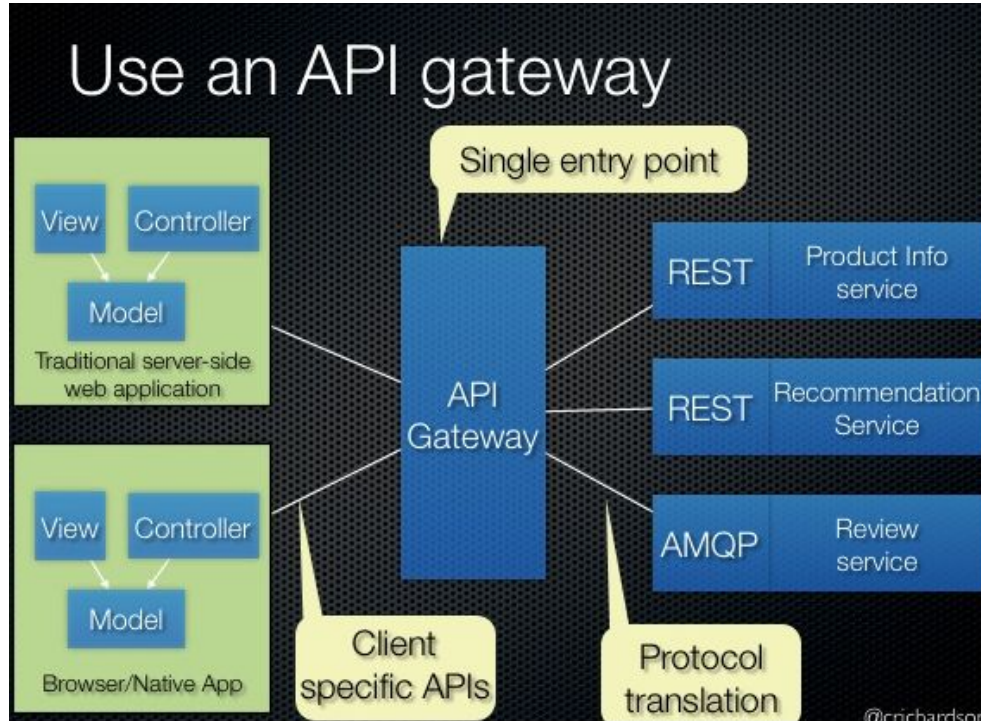 Use an API gateway
Single entry point
View
Controller
Model
Traditional server-side
web application
View
Controller
Model
Browser/Native App
API
Gateway
Client
specific APIs
Protocol
translation
REST
Product Info
service
REST
Recommendation
Service
AMQP
Review
service
@crichardson